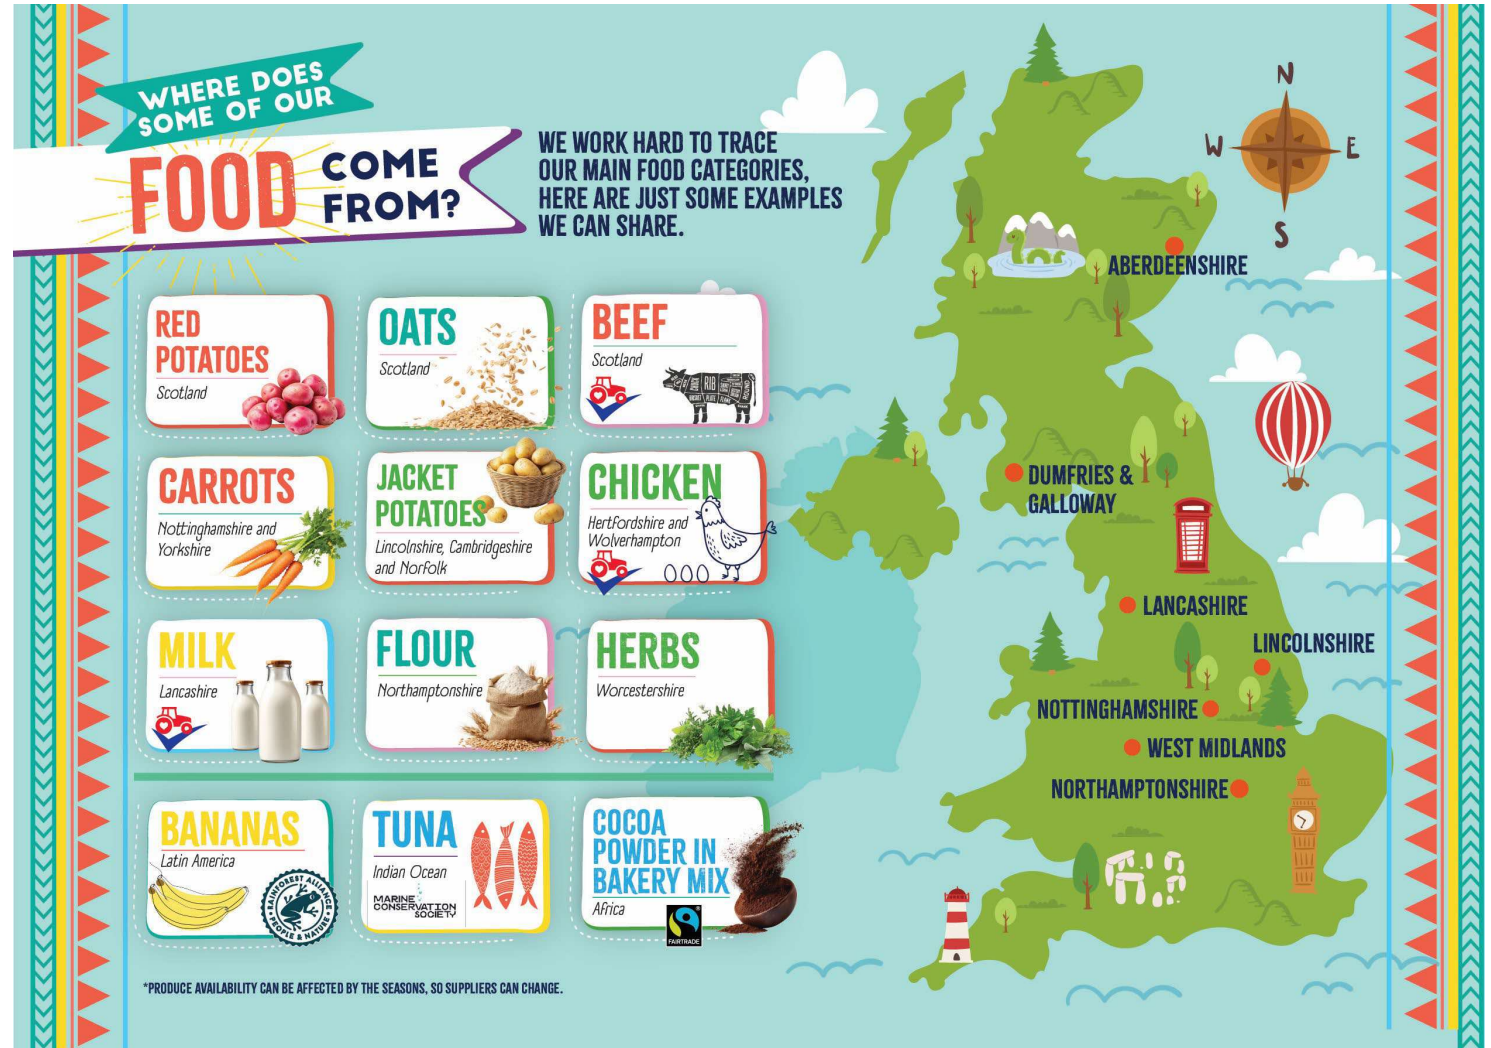 WHERE DOES
SOME OF OUR
FOOD
COME
FROM?
WE WORK HARD TO TRACE
OUR MAIN FOOD CATEGORIES,
HERE ARE JUST SOME EXAMPLES
WE CAN SHARE.
RED
POTATOES
Scotland
OATS
Scotland
BEEF
Scotland
RIB
CARROTS
Nottinghamshire and
Yorkshire
JACKET
POTATOES
Lincolnshire, Cambridgeshire
and Norfolk
CHICKEN
Hertfordshire and
Wolverhampton
MILK
Lancashire
FLOUR
Northamptonshire
HERBS
Worcestershire
BANANAS
Latin America
RAINFOREST ALLIANCE
PEOPLE & NATURE
TUNA
Indian Ocean
MARINE
CONSERVATION
SOCIETY
COCOA
POWDER IN
BAKERY MIX
Africa
FAIRTRADE
*PRODUCE AVAILABILITY CAN BE AFFECTED BY THE SEASONS, SO SUPPLIERS CAN CHANGE.
N
W
E
S
ABERDEENSHIRE
DUMFRIES &
GALLOWAY
LANCASHIRE
LINCOLNSHIRE
NOTTINGHAMSHIRE
WEST MIDLANDS
NORTHAMPTONSHIRE